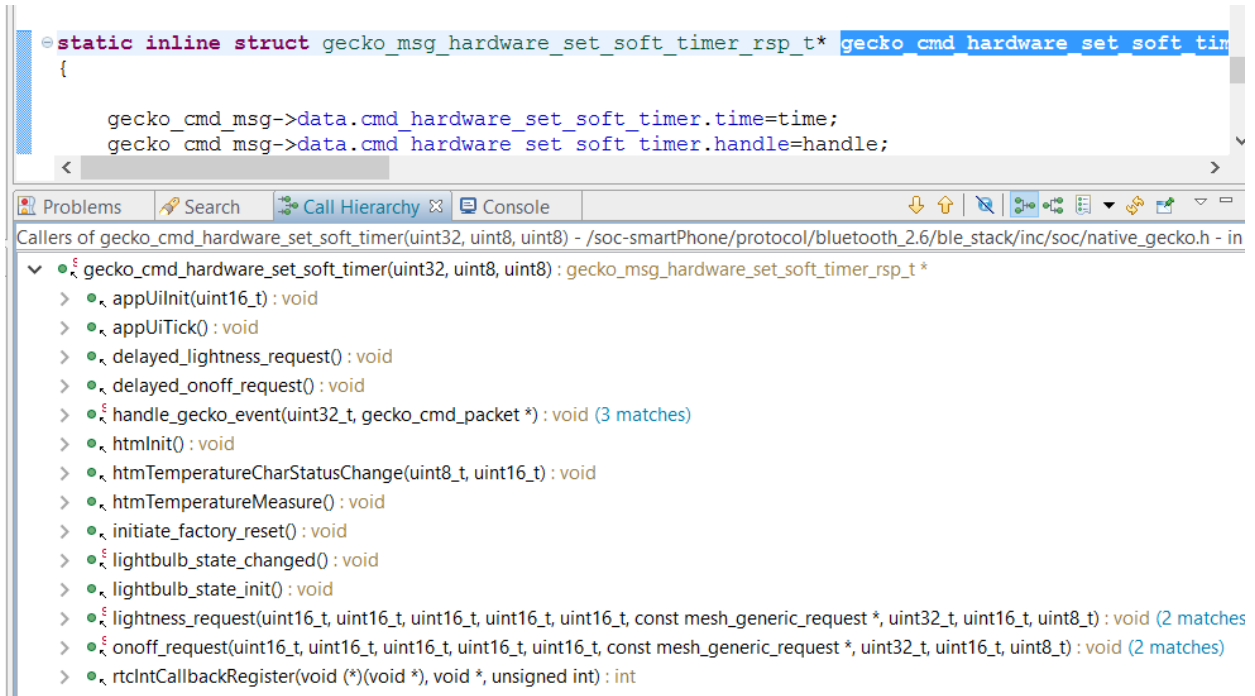 static inline struct gecko_msg_hardware_set_soft_timer_rsp_t* gecko_cmd_hardware_set_soft_tim
{
gecko_cmd_msg->data.cmd_hardware_set_soft_timer.time=time;
gecko_cmd_msg->data.cmd_hardware_set_soft_timer.handle=handle;
Problems Search Call Hierarchy Console
Callers of gecko_cmd_hardware_set_soft_timer(uint32, uint8, uint8) - /soc-smartPhone/protocol/bluetooth_2.6/ble_stack/inc/soc/native_gecko.h - in
gecko_cmd_hardware_set_soft_timer(uint32, uint8, uint8) : gecko_msg_hardware_set_soft_timer_rsp_t *
appUiInit(uint16_t) : void
appUiTick() : void
delayed_lightness_request() : void
delayed_onoff_request() : void
handle_gecko_event(uint32_t, gecko_cmd_packet *) : void (3 matches)
htmInit() : void
htmTemperatureCharStatusChange(uint8_t, uint16_t) : void
htmTemperatureMeasure() : void
initiate_factory_reset() : void
lightbulb_state_changed() : void
lightbulb_state_init() : void
lightness_request(uint16_t, uint16_t, uint16_t, uint16_t, uint16_t, const mesh_generic_request *, uint32_t, uint16_t, uint8_t) : void (2 matches
onoff_request(uint16_t, uint16_t, uint16_t, uint16_t, uint16_t, const mesh_generic_request *, uint32_t, uint16_t, uint8_t) : void (2 matches)
rtcIntCallbackRegister(void (*)(void *), void *, unsigned int) : int